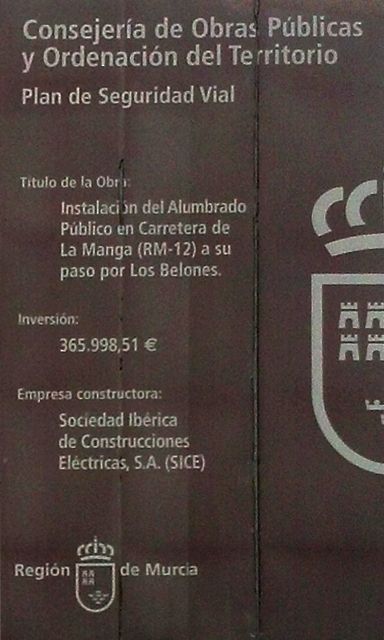 Consejería de Obras Públicas
y Ordenación del Territorio
Plan de Seguridad Vial
Título de la Obra:
Instalación del Alumbrado
Público en Carretera de
La Manga (RM-12) a su
paso por Los Belones.
Inversión:
365.998,51 €
Empresa constructora:
Sociedad Ibérica
de Construcciones
Eléctricas, S.A. (SICE)
Región de Murcia